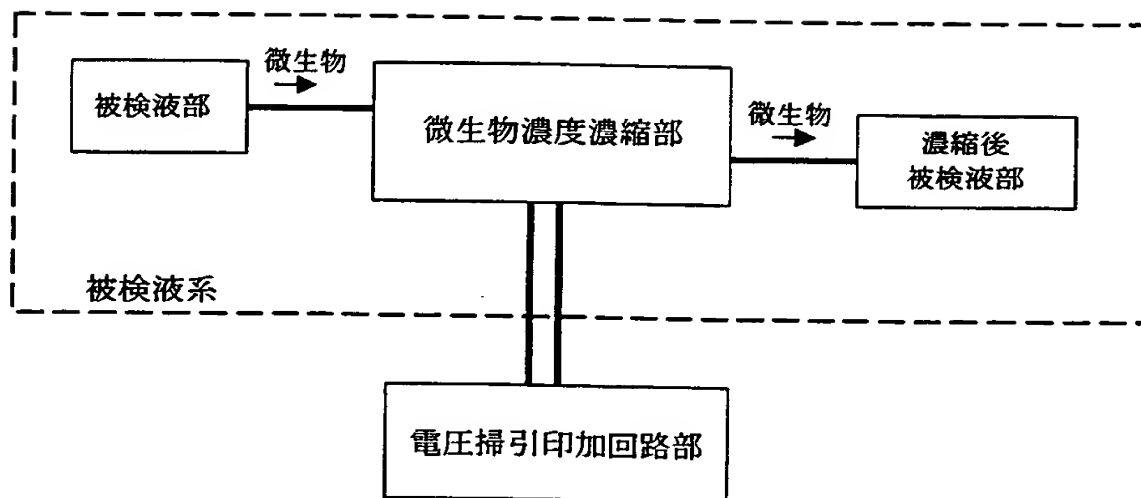 微生物
被検液部
微生物濃度濃縮部
微生物
濃縮後
被検液部
被検液系
電圧掃引印加回路部